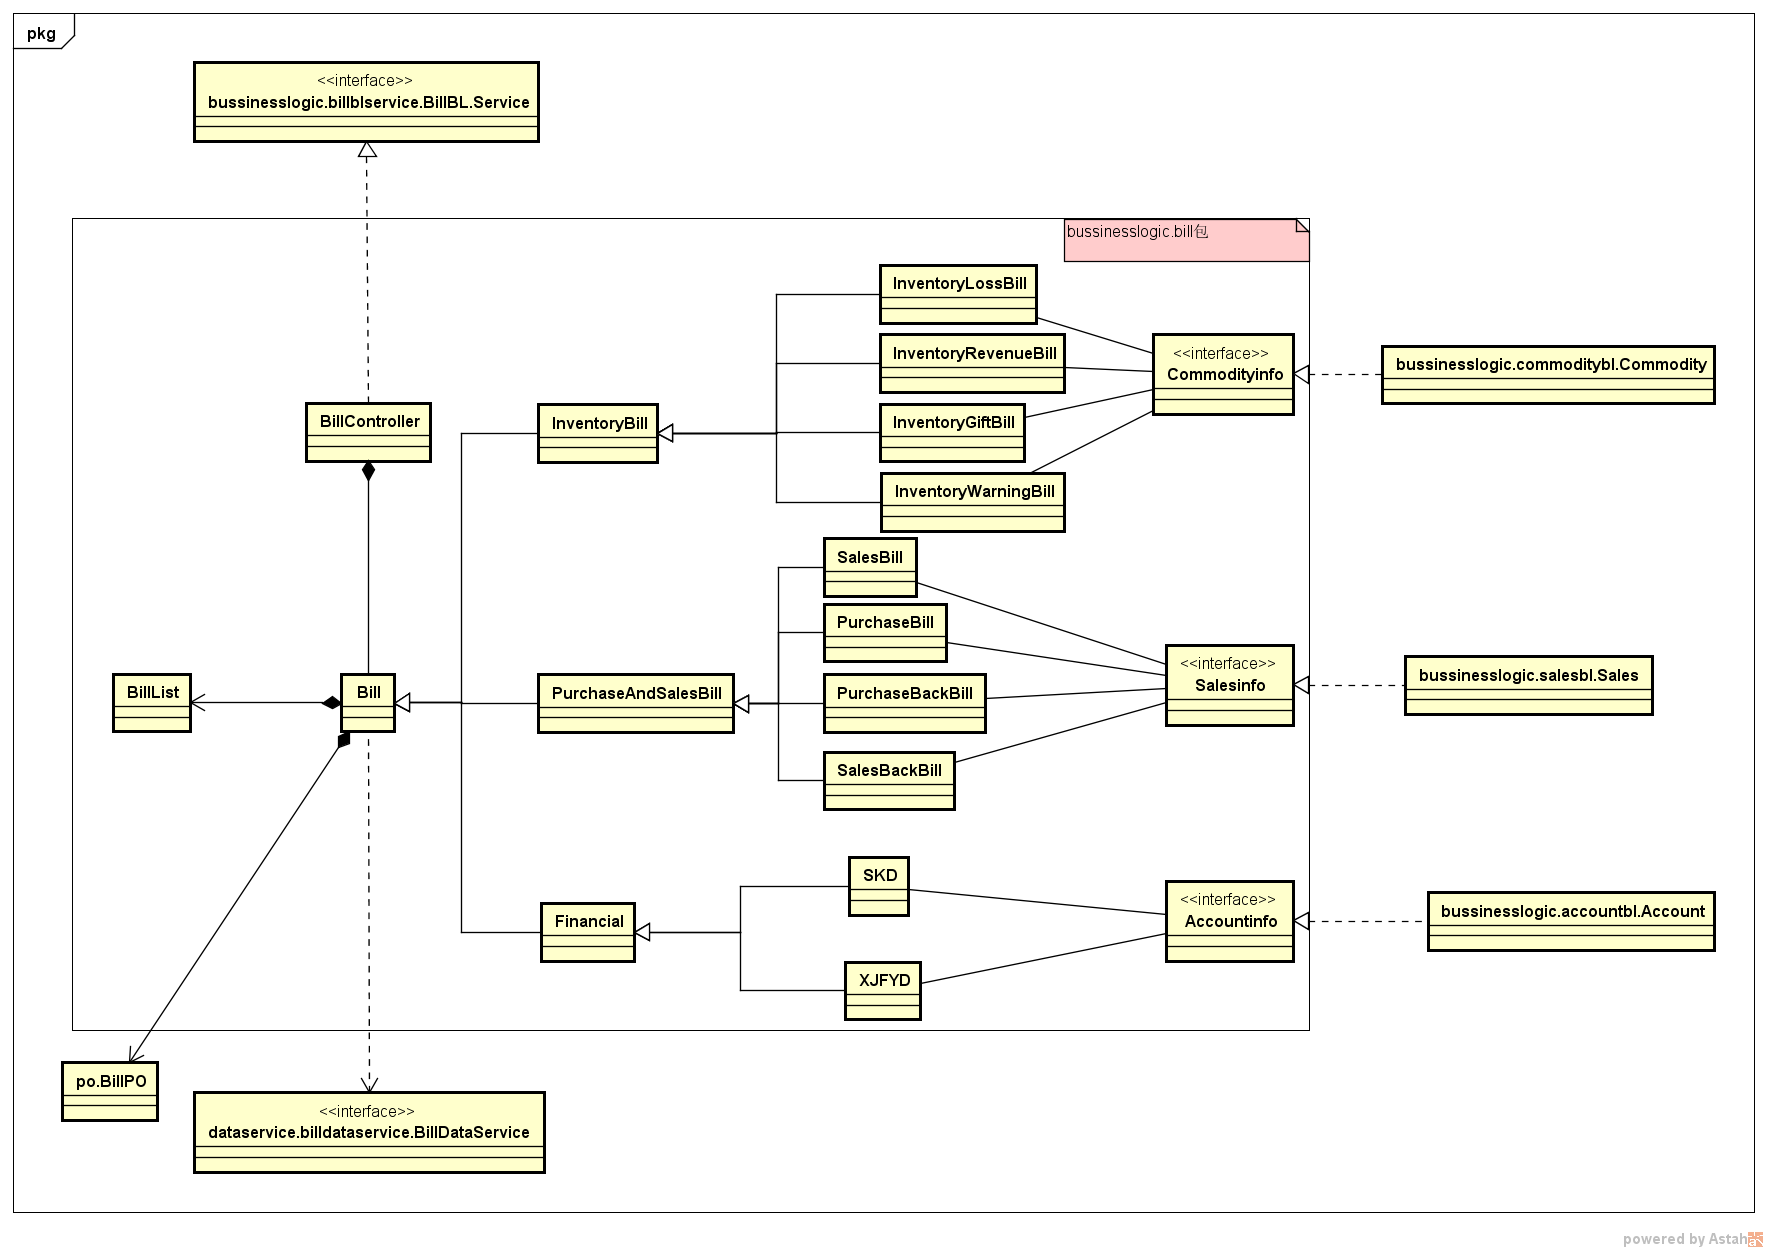 pkg
<<interface>>
bussinesslogic.billblservice.BillBL.Service
bussinesslogic.bill包
InventoryLossBill
InventoryRevenueBill
<<interface>>
Commodityinfo
bussinesslogic.commoditybl.Commodity
BillController
InventoryBill
InventoryGiftBill
InventoryWarningBill
SalesBill
PurchaseBill
<<interface>>
Salesinfo
bussinesslogic.salesbl.Sales
BillList
Bill
PurchaseAndSalesBill
PurchaseBackBill
SalesBackBill
SKD
<<interface>>
Accountinfo
bussinesslogic.accountbl.Account
Financial
XJFYD
po.BillPO
<<interface>>
dataservice.billdataservice.BillDataService
powered by Astah